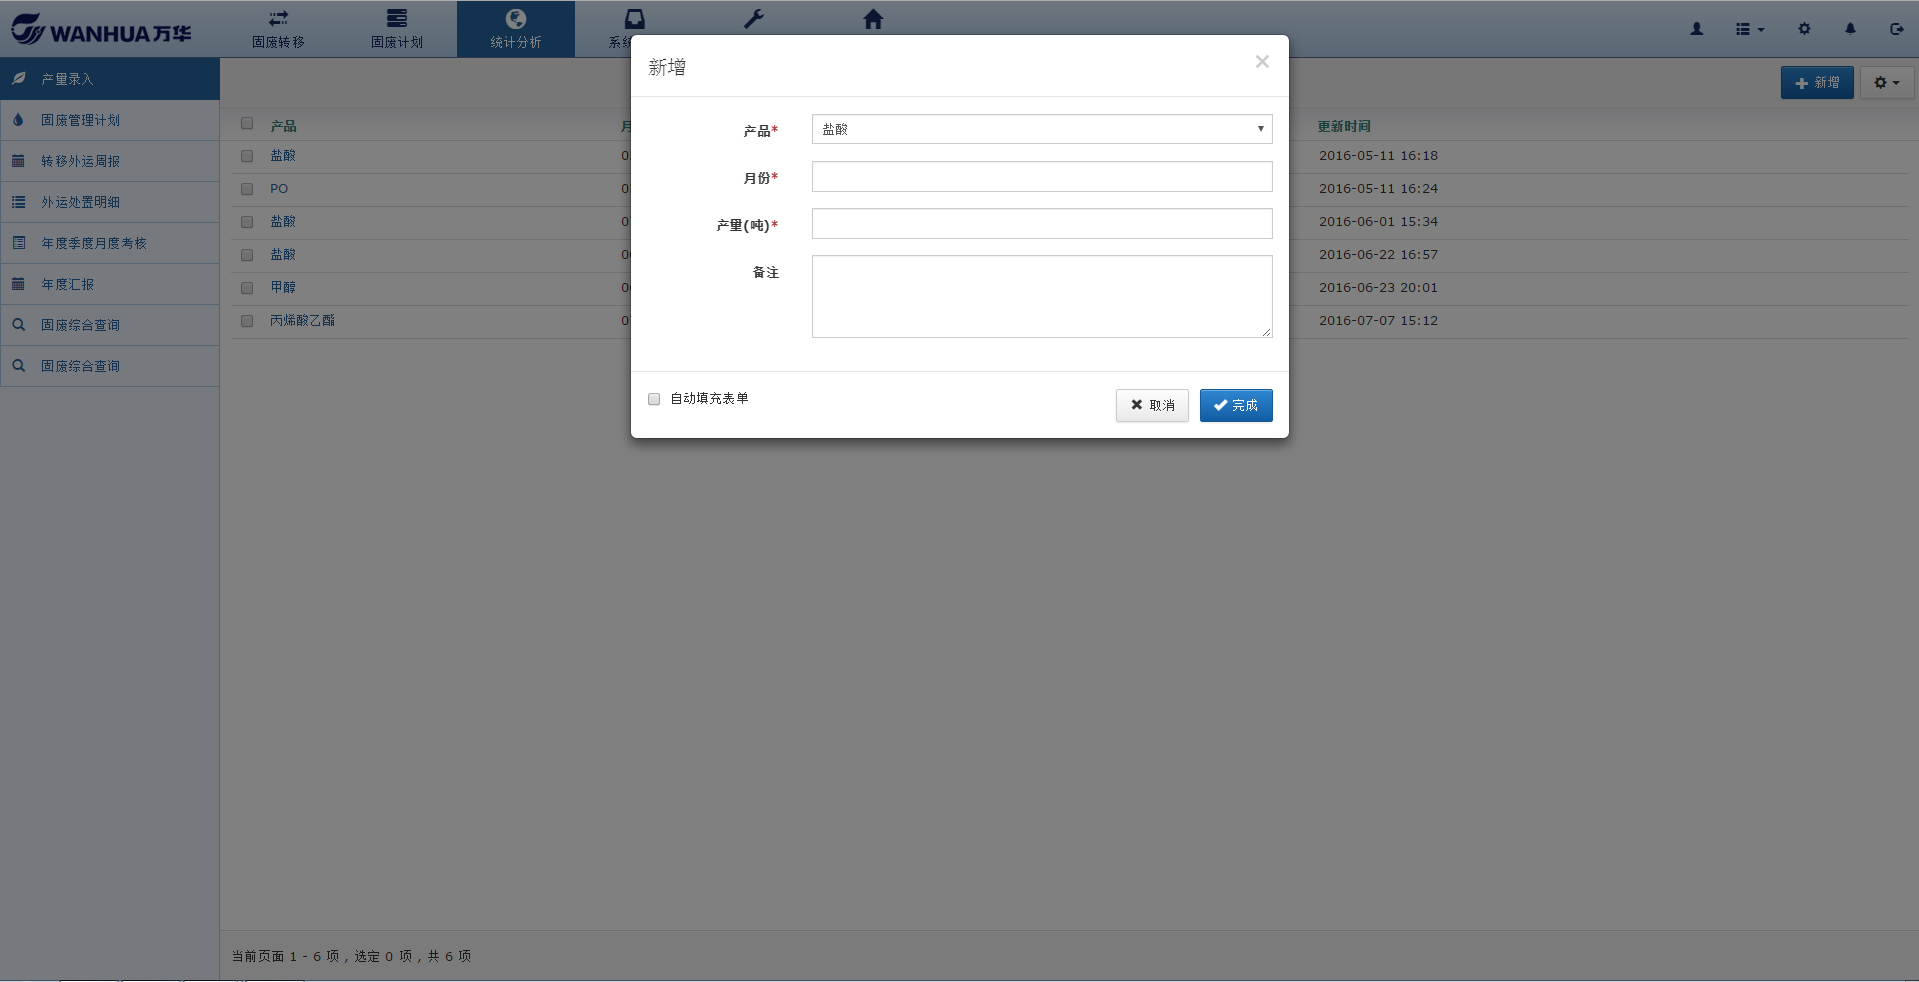 WANHUA万华
固废转移
固废计划
统计分析
系统
产量录入
固废管理计划
转移外运周报
外运处置明细
年度季度月度考核
年度汇报
固废综合查询
固废综合查询
新增
产品 月 更新时间
盐酸 0 2016-05-11 16:18
PO 0 2016-05-11 16:24
盐酸 0 2016-06-01 15:34
盐酸 0 2016-06-22 16:57
甲醇 0 2016-06-23 20:01
丙烯酸乙酯 0 2016-07-07 15:12
新增 ×
产品* 盐酸
月份*
产量(吨)*
备注
自动填充表单
取消
完成
当前页面 1 - 6 项 , 选定 0 项 , 共 6 项